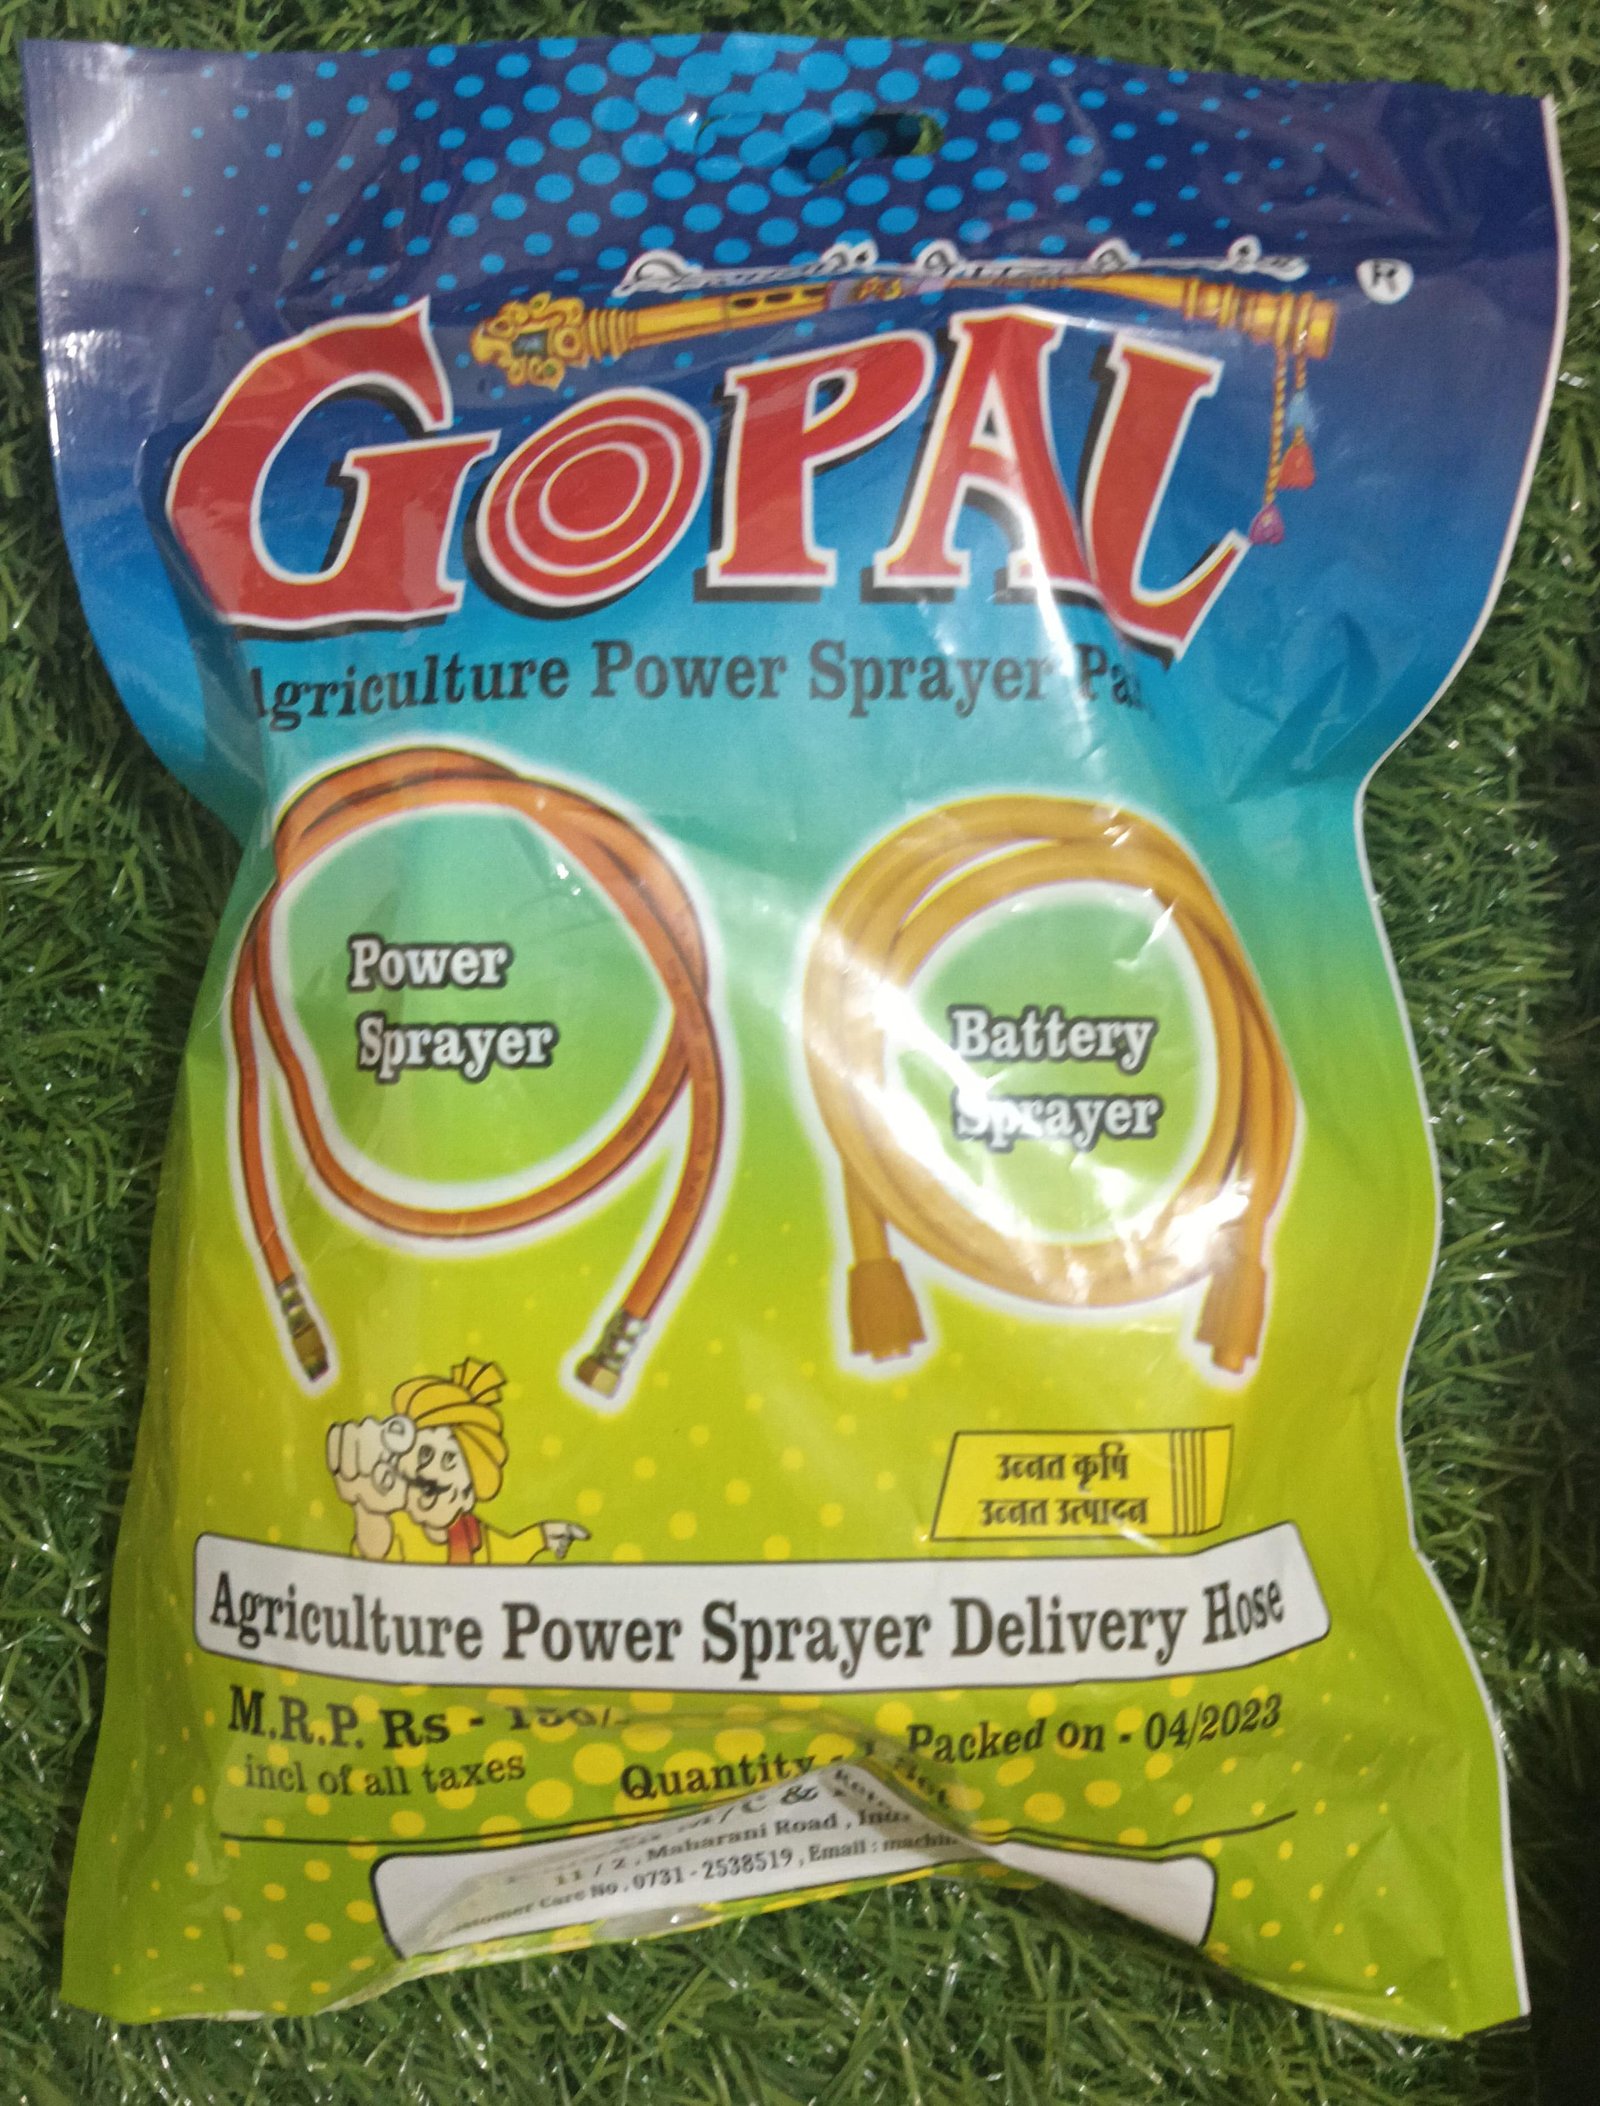 ®
GOPAL
Agriculture Power Sprayer
Power
Sprayer
Battery
Sprayer
उन्नत कृषि
उन्नत उत्पादन
Agriculture Power Sprayer Delivery Hose
M.R.P. Rs -
incl of all taxes
Quantity -
Packed on - 04/2023
M/C &
11 / 2 , Maharani Road ,
Customer Care No . 0731 - 2538519 , Email :